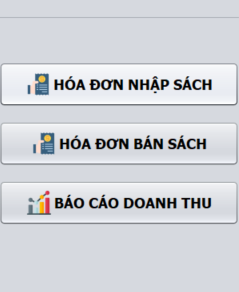 HÓA ĐƠN NHẬP SÁCH
HÓA ĐƠN BÁN SÁCH
BÁO CÁO DOANH THU